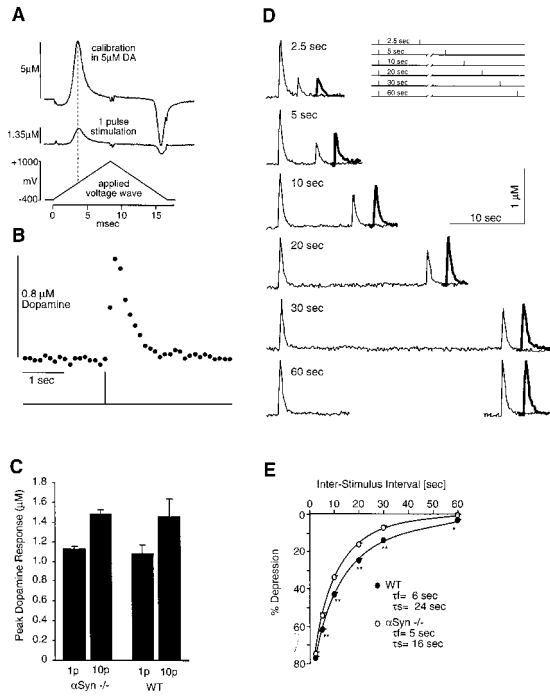 A
5μM
calibration
in 5μM DA
1.35μM
1 pulse
stimulation
+1000
mV
-400
applied
voltage wave
0 5 10 15
msec
B
0.8 μM
Dopamine
1 sec
C
Peak Dopamine Response (μM)
1.8
1.6
1.4
1.2
1.0
0.8
0.6
0.4
0.2
0
1p 10p 1p 10p
αSyn -/- WT
D
2.5 sec
5 sec
10 sec
20 sec
30 sec
60 sec
2.5 sec
5 sec
10 sec
20 sec
30 sec
60 sec
1 μM
10 sec
E
Inter-Stimulus Interval [sec]
0 10 20 30 40 50 60
% Depression
0
20
40
60
80
**
**
**
**
*
WT
τf= 6 sec
τs= 24 sec
αSyn -/-
τf= 5 sec
τs= 16 sec